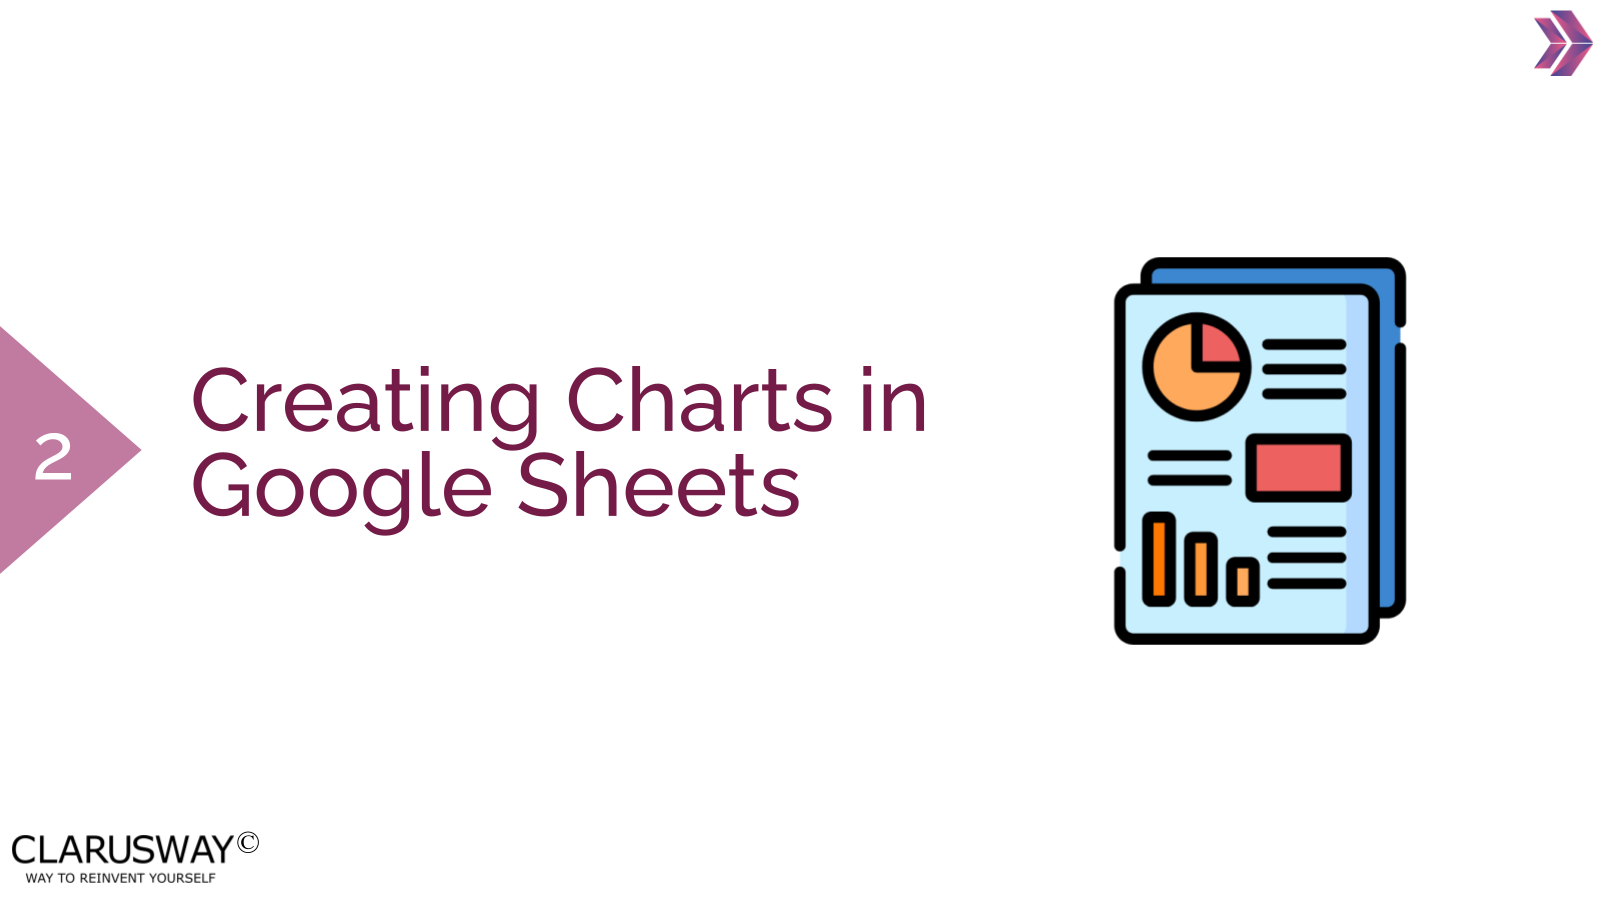 2
Creating Charts in
Google Sheets
CLARUSWAY©
WAY TO REINVENT YOURSELF